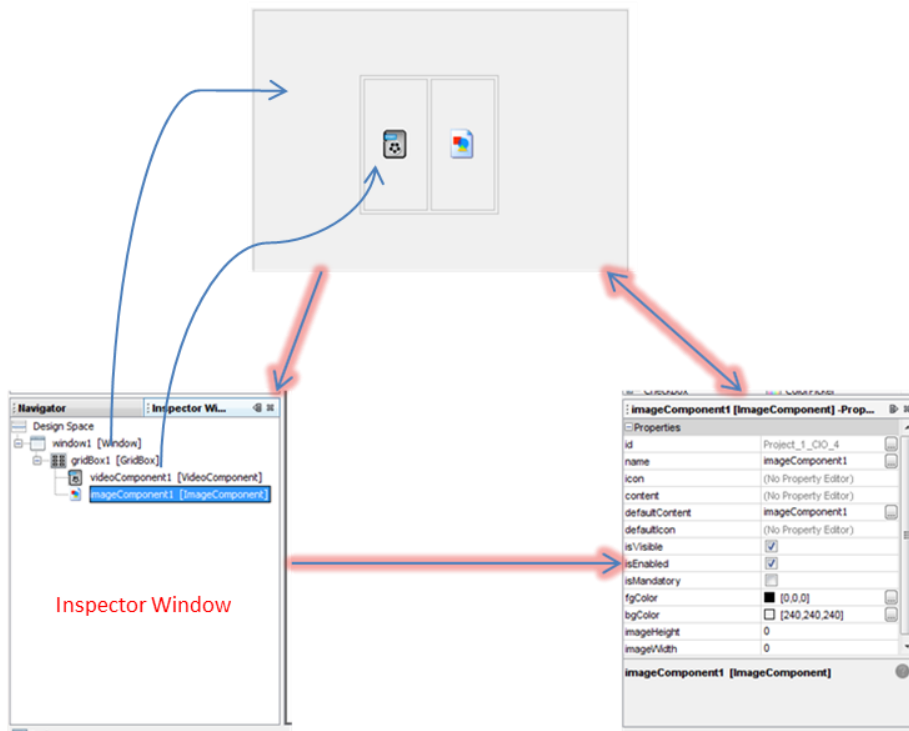 Navigator
Inspector Wi...
Design Space
window1 [Window]
gridBox1 [GridBox]
videoComponent1 [VideoComponent]
imageComponent1 [ImageComponent]
Inspector Window
imageComponent1 [ImageComponent] -Prop...
Properties
id Project_1_CIO_4
name imageComponent1
icon (No Property Editor)
content (No Property Editor)
defaultContent imageComponent1
defaultIcon (No Property Editor)
isVisible
isEnabled
isMandatory
fgColor [0,0,0]
bgColor [240,240,240]
imageHeight 0
imageWidth 0
imageComponent1 [ImageComponent]